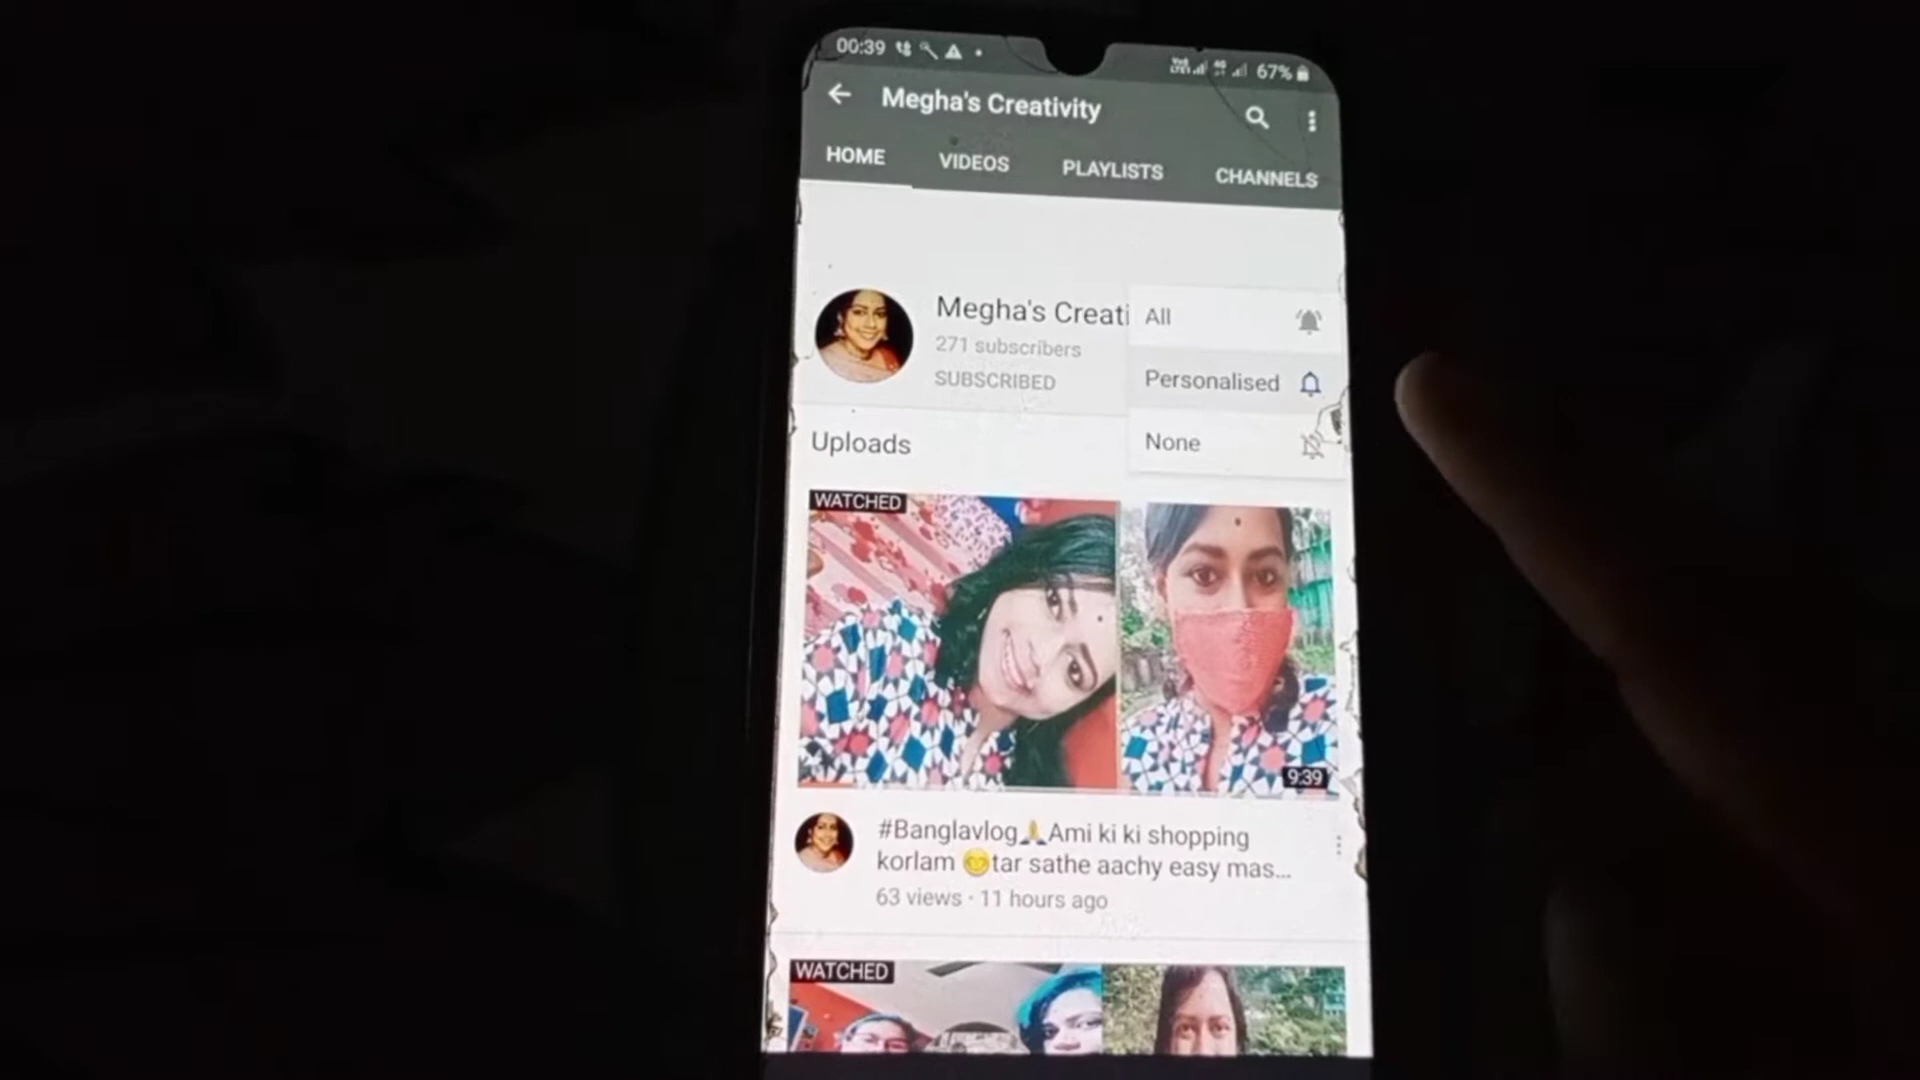 00:39
67%
Megha's Creativity
HOME VIDEOS PLAYLISTS CHANNELS
Megha's Creati
271 subscribers
SUBSCRIBED
All
Personalised
None
Uploads
WATCHED
9:39
#Banglavlog🙏Ami ki ki shopping
korlam 😊tar sathe aachy easy mas...
63 views · 11 hours ago
WATCHED